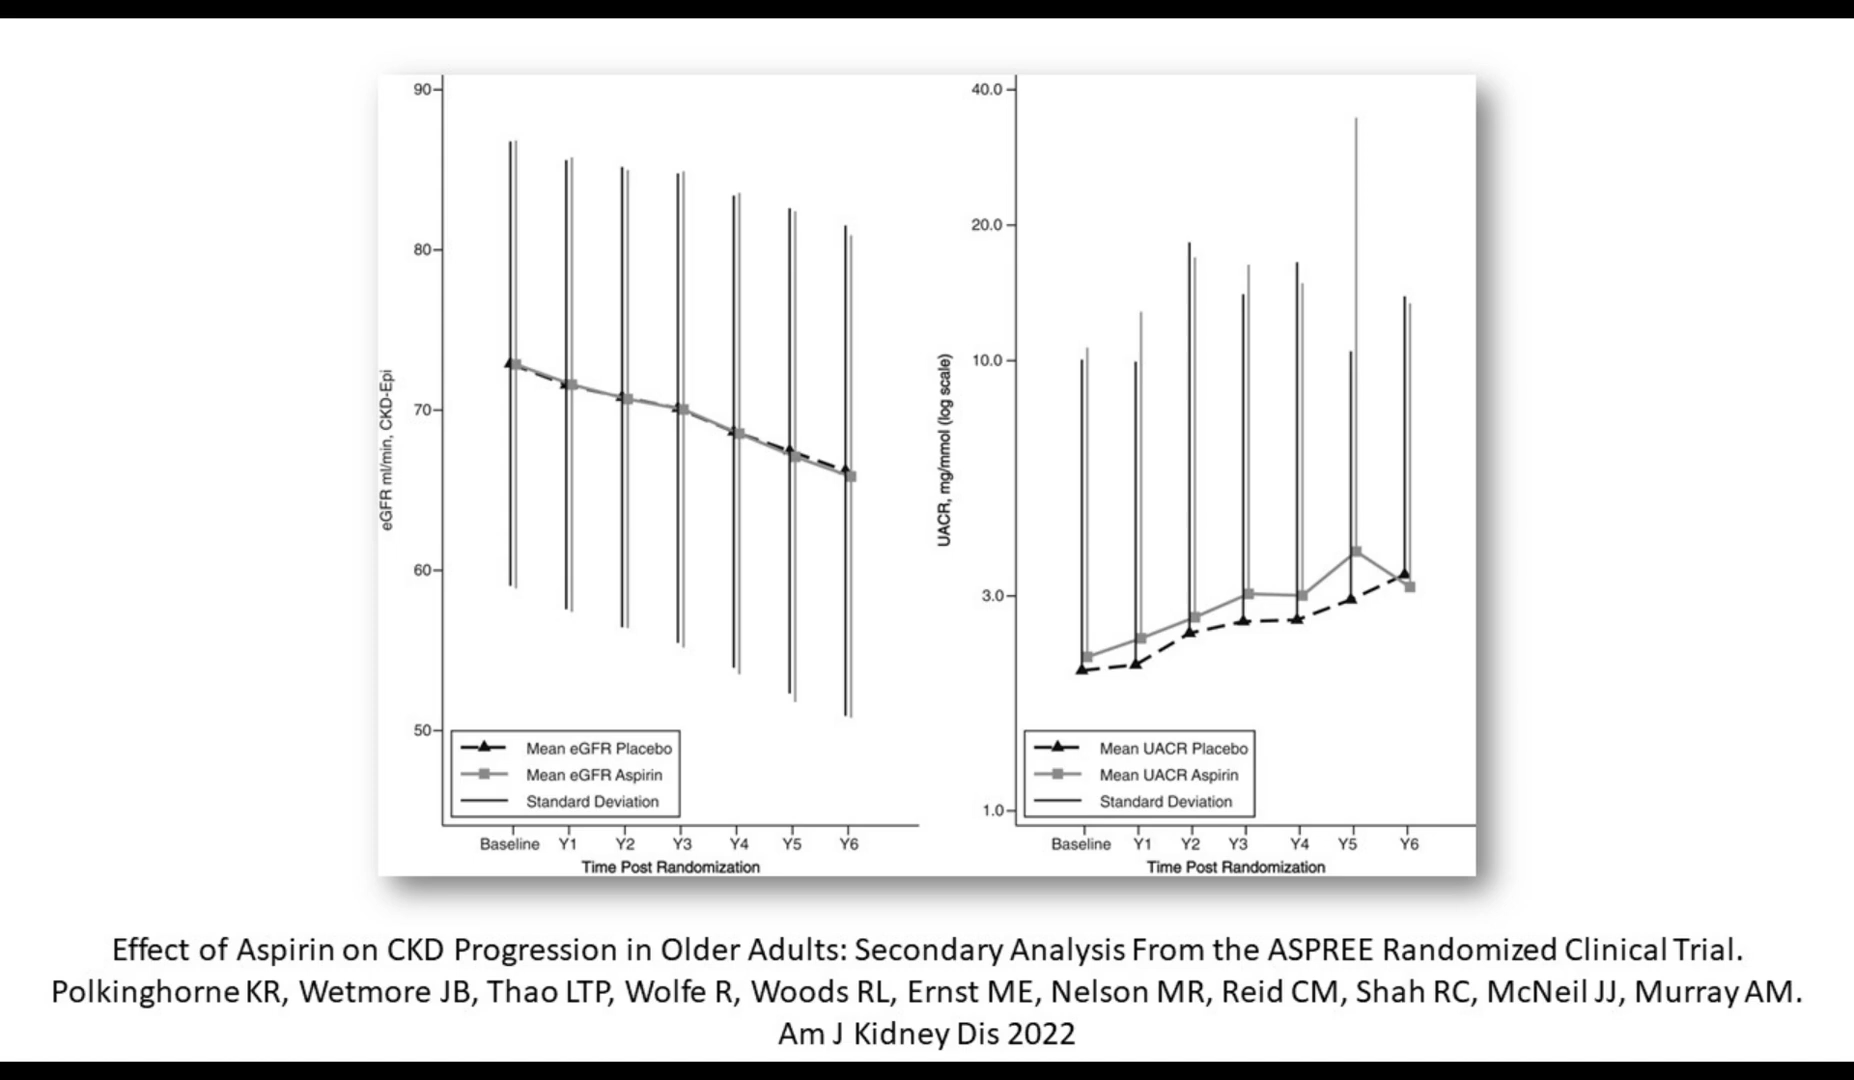 90
80
70
60
50
eGFR ml/min, CKD-Epi
Mean eGFR Placebo
Mean eGFR Aspirin
Standard Deviation
Baseline Y1 Y2 Y3 Y4 Y5 Y6
Time Post Randomization
40.0
20.0
10.0
3.0
1.0
UACR, mg/mmol (log scale)
Mean UACR Placebo
Mean UACR Aspirin
Standard Deviation
Baseline Y1 Y2 Y3 Y4 Y5 Y6
Time Post Randomization
Effect of Aspirin on CKD Progression in Older Adults: Secondary Analysis From the ASPREE Randomized Clinical Trial.
Polkinghorne KR, Wetmore JB, Thao LTP, Wolfe R, Woods RL, Ernst ME, Nelson MR, Reid CM, Shah RC, McNeil JJ, Murray AM.
Am J Kidney Dis 2022